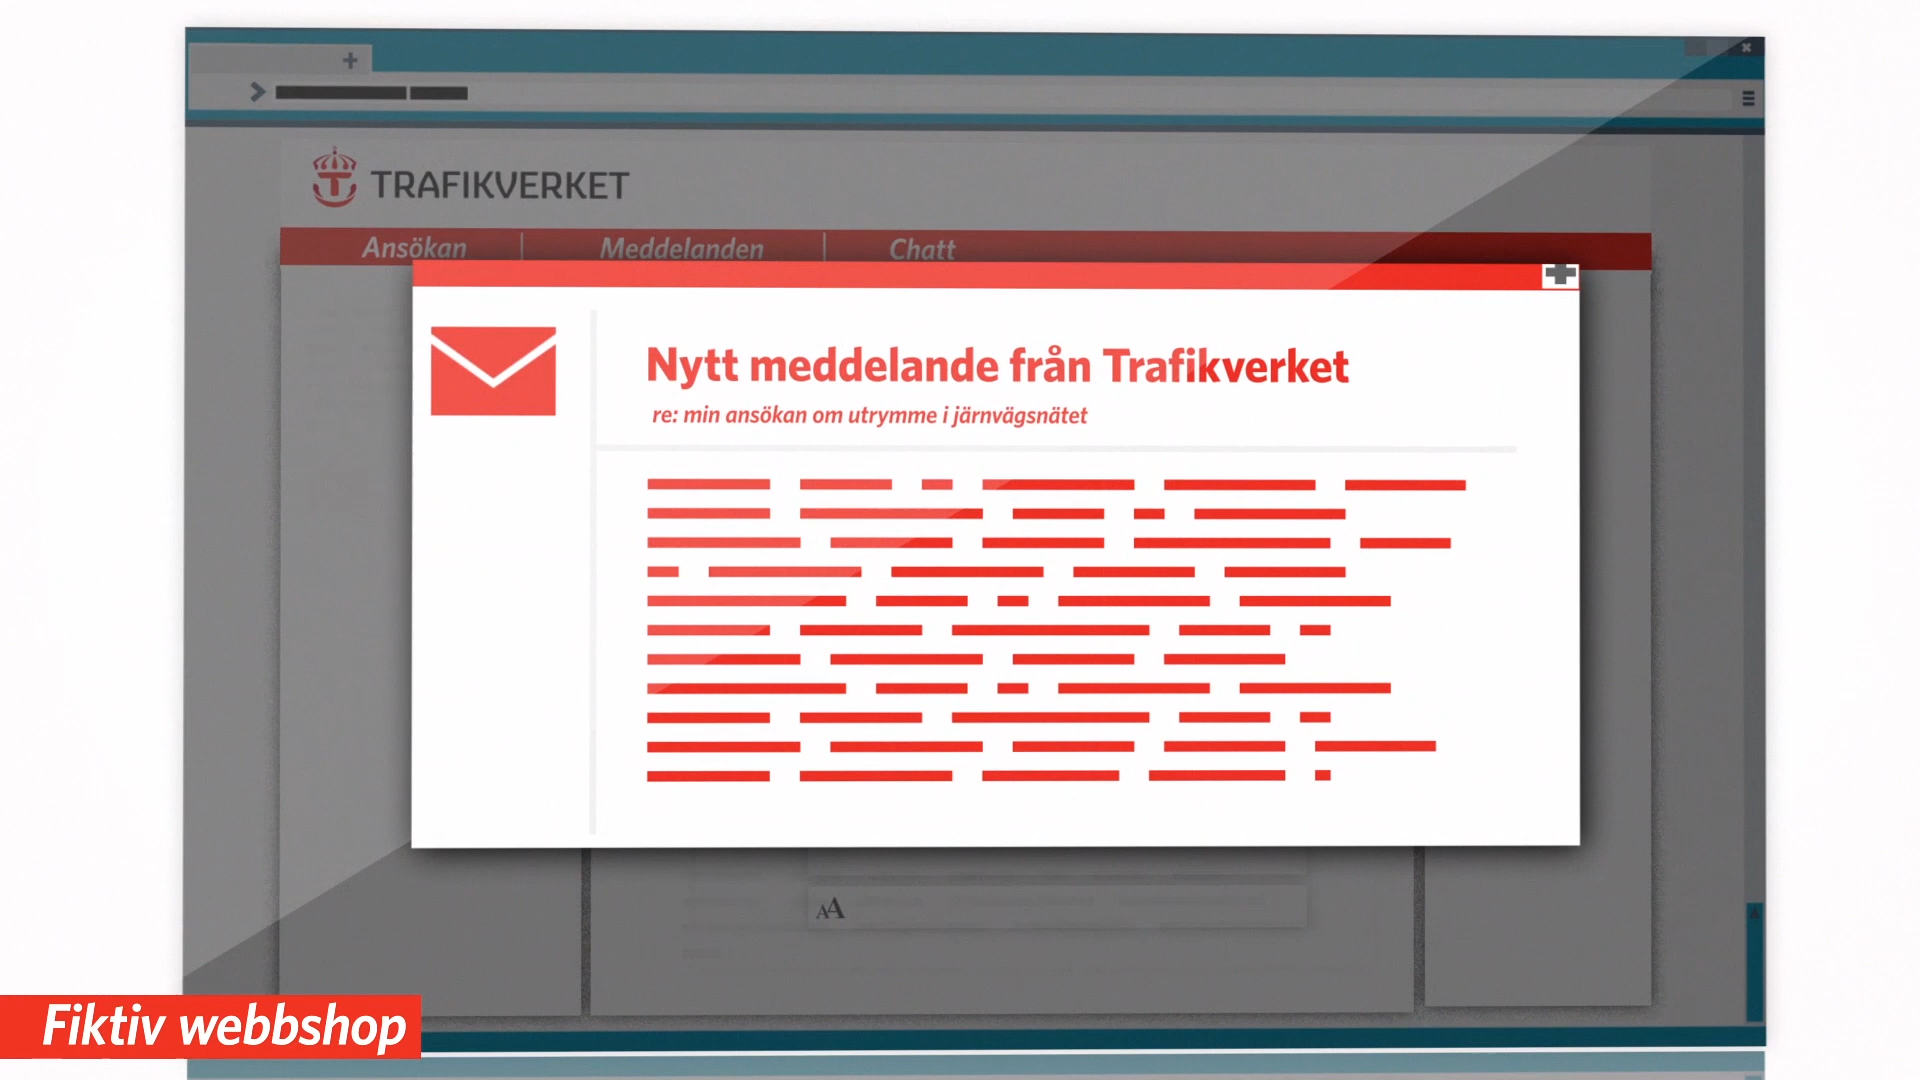 TRAFIKVERKET
Ansökan
Meddelanden
Chatt
Nytt meddelande från Trafikverket
re: min ansökan om utrymme i järnvägsnätet
AA
Fiktiv webbshop